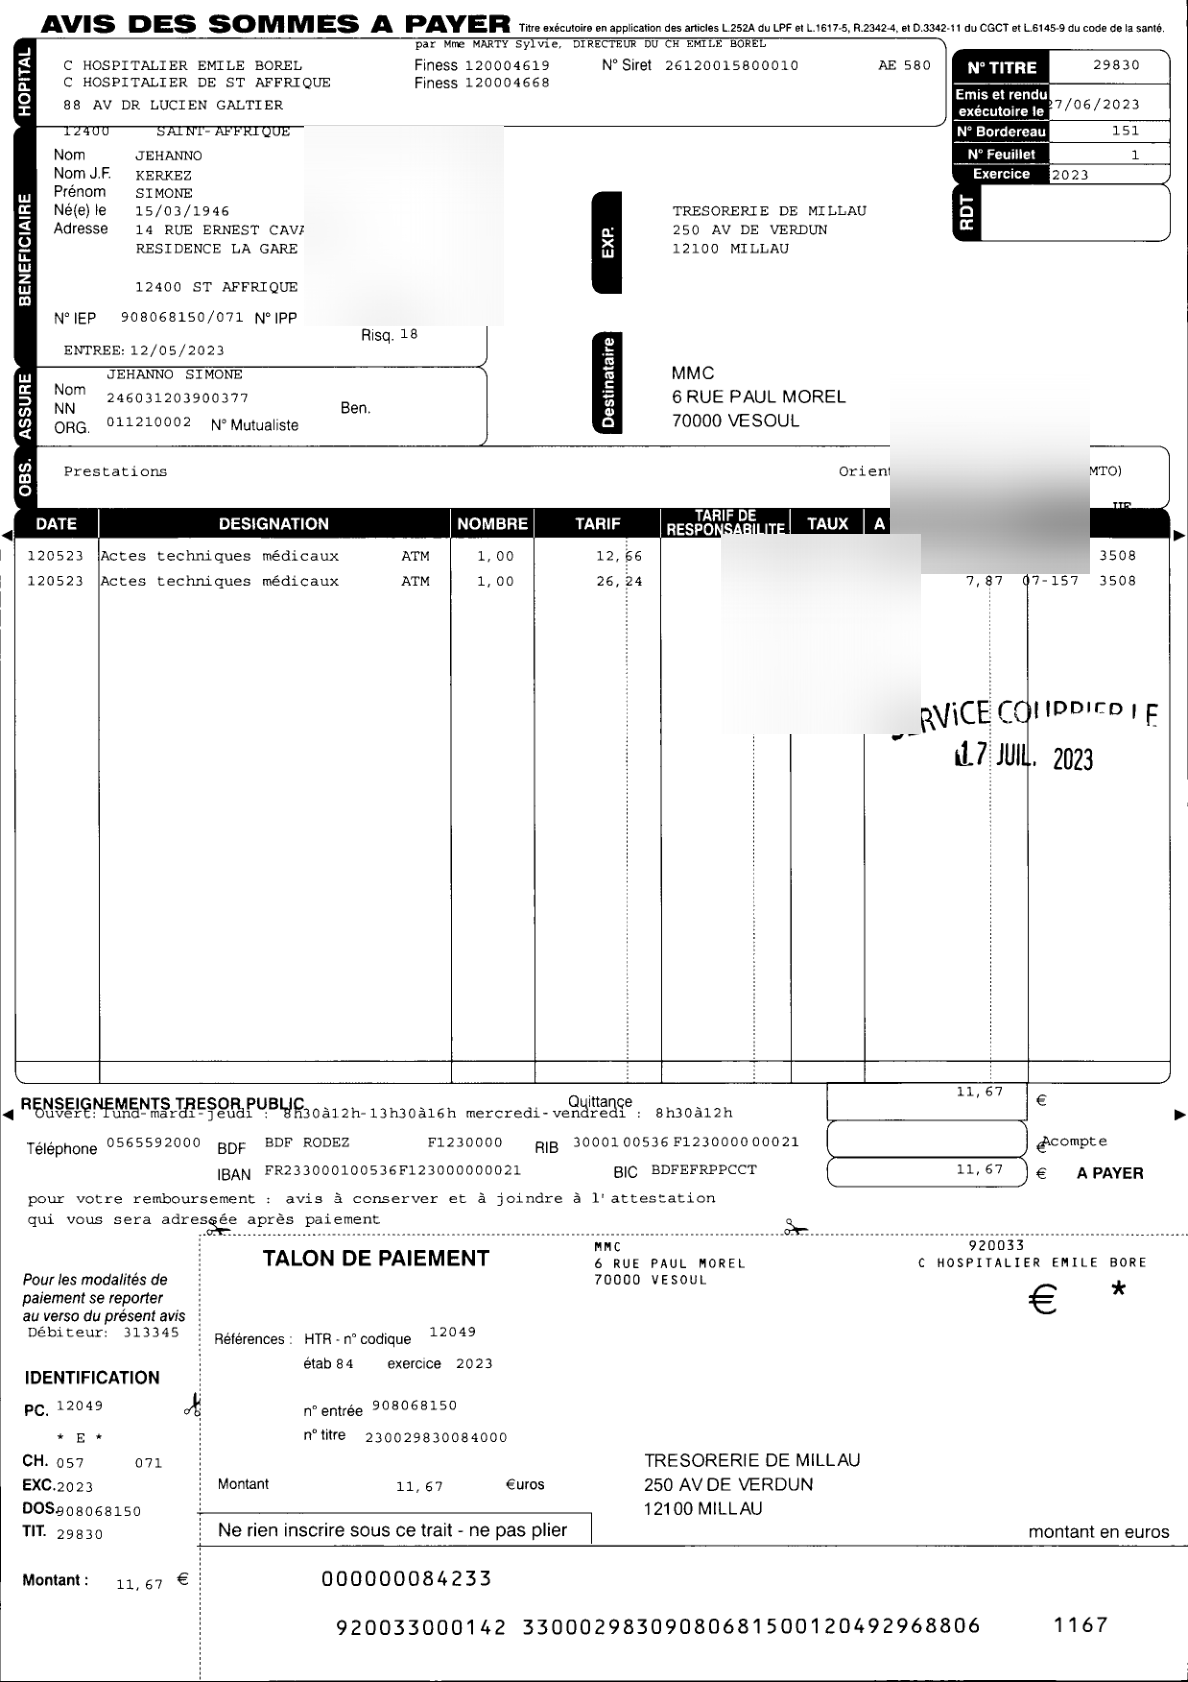 AVIS DES SOMMES A PAYER Titre exécutoire en application des articles L.252A du LPF et L.1617-5, R.2342-4, et D.3342-11 du CGCT et L.6145-9 du code de la santé.
par Mme MARTY Sylvie, DIRECTEUR DU CH EMILE BOREL
HOPITAL
C HOSPITALIER EMILE BOREL Finess 120004619 N° Siret 26120015800010 AE 580
C HOSPITALIER DE ST AFFRIQUE Finess 120004668
88 AV DR LUCIEN GALTIER
12400 SAINT-AFFRIQUE
N° TITRE 29830
Emis et rendu exécutoire le 7/06/2023
N° Bordereau 151
N° Feuillet 1
Exercice 2023
RDT
BENEFICIAIRE
Nom JEHANNO
Nom J.F. KERKEZ
Prénom SIMONE
Né(e) le 15/03/1946
Adresse 14 RUE ERNEST
RESIDENCE LA GARE
12400 ST AFFRIQUE
N° IEP 908068150/071 N° IPP
Risq. 18
ENTREE: 12/05/2023
EXP.
TRESORERIE DE MILLAU
250 AV DE VERDUN
12100 MILLAU
ASSURE
JEHANNO SIMONE
Nom
NN 246031203900377 Ben.
ORG. 011210002 N° Mutualiste
Destinataire
MMC
6 RUE PAUL MOREL
70000 VESOUL
OBS.
Prestations MTO)
UF
DATE DESIGNATION NOMBRE TARIF TARIF DE RESPONSABILITE TAUX A
120523 Actes techniques médicaux ATM 1,00 12,66 3508
120523 Actes techniques médicaux ATM 1,00 26,24 7,87 07-157 3508
SERVICE COURRIER LE
17 JUIL. 2023
RENSEIGNEMENTS TRESOR PUBLIC Quittance 11,67 €
Ouvert: lund-mardi-jeudi : 8h30à12h-13h30à16h mercredi-vendredi : 8h30à12h
Téléphone 0565592000 BDF BDF RODEZ F1230000 RIB 30001 00536 F1230000000 21 € Acompte
IBAN FR233000100536F123000000021 BIC BDFEFRPPCCT 11,67 € A PAYER
pour votre remboursement : avis à conserver et à joindre à l'attestation
qui vous sera adressée après paiement
TALON DE PAIEMENT
MMC
6 RUE PAUL MOREL
70000 VESOUL
920033
C HOSPITALIER EMILE BORE
€ *
Pour les modalités de
paiement se reporter
au verso du présent avis
Débiteur: 313345
Références : HTR - n° codique 12049
étab 84 exercice 2023
IDENTIFICATION
PC. 12049
* E *
CH. 057 071
EXC. 2023
DOS. 908068150
TIT. 29830
Montant : 11,67 €
n° entrée 908068150
n° titre 230029830084000
Montant 11,67 €uros
TRESORERIE DE MILLAU
250 AV DE VERDUN
12100 MILLAU
Ne rien inscrire sous ce trait - ne pas plier
montant en euros
000000084233
920033000142 33000298309080681500120492968806 1167